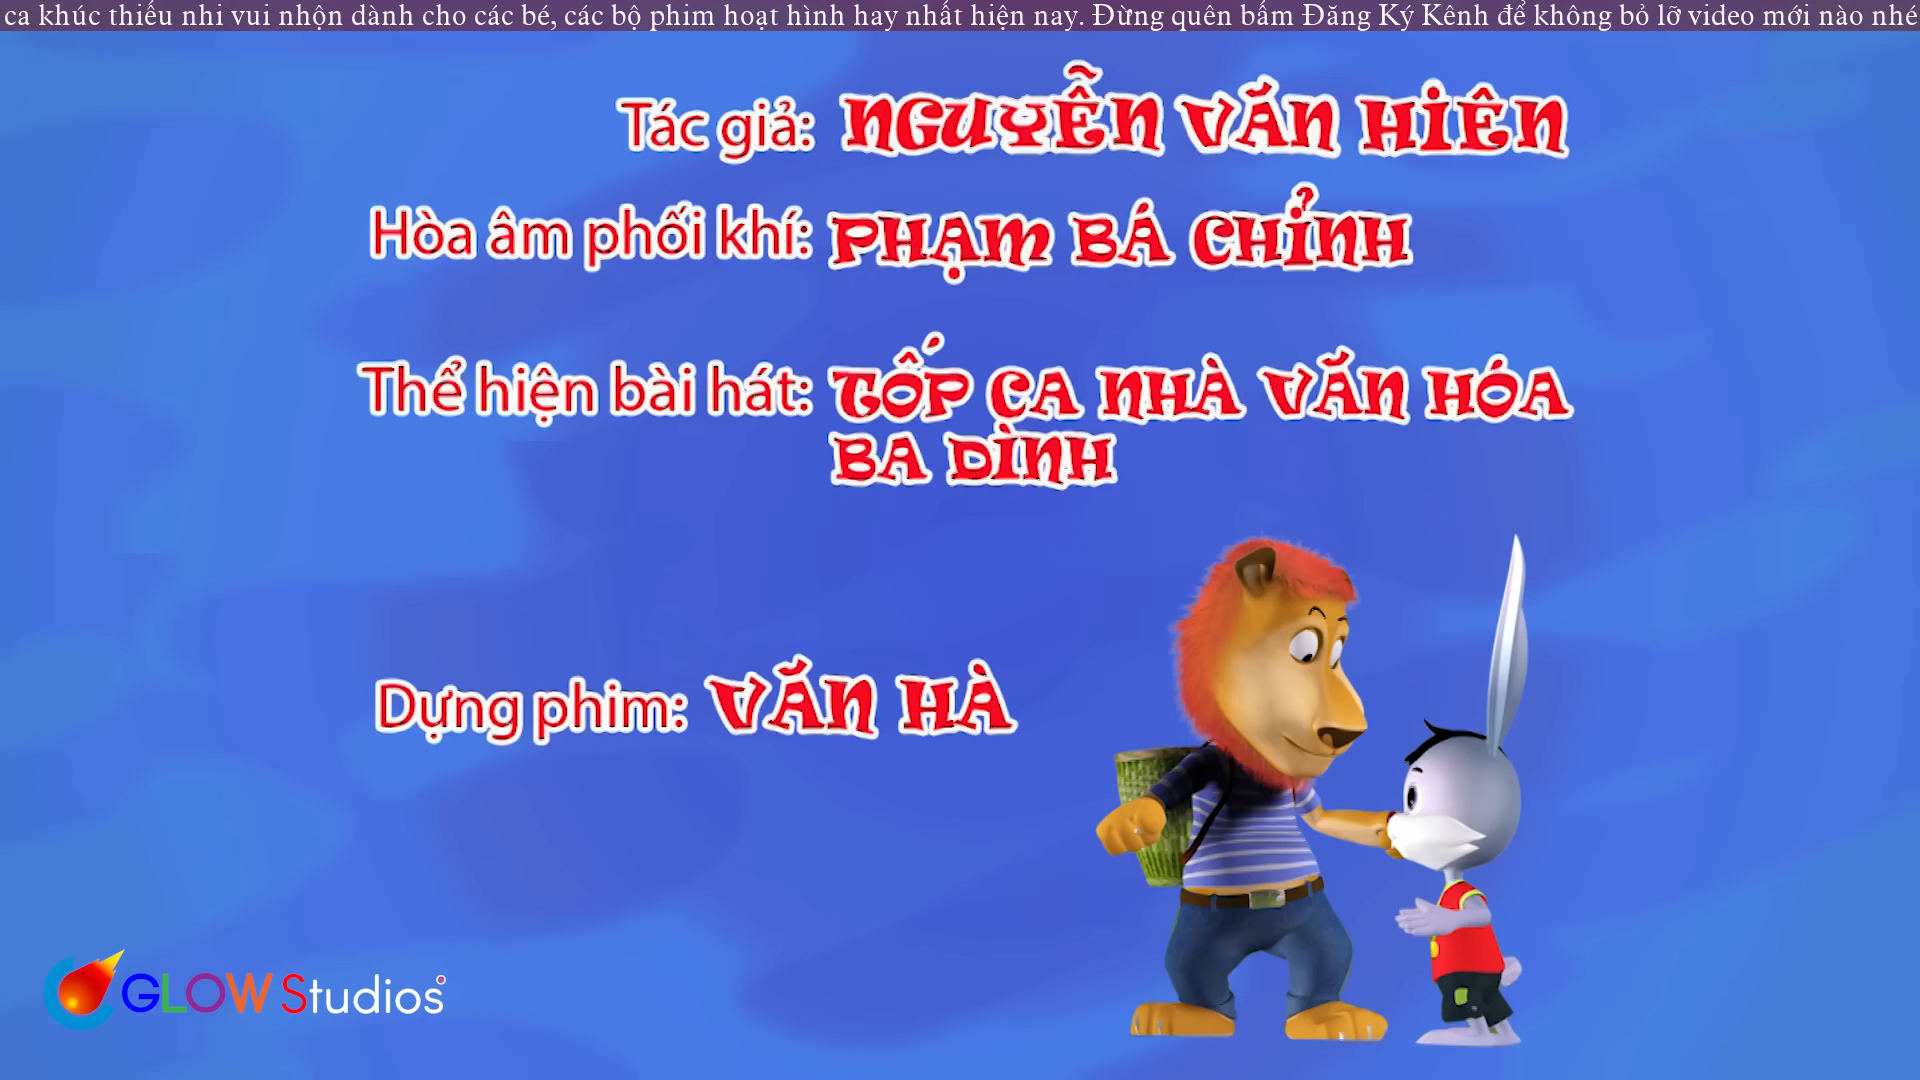 ca khúc thiếu nhi vui nhộn dành cho các bé, các bộ phim hoạt hình hay nhất hiện nay. Đừng quên bấm Đăng Ký Kênh để không bỏ lỡ video mới nào nhé
Tác giả: NGUYỄN VĂN HIÊN
Hòa âm phối khí: PHẠM BÁ CHỈNH
Thể hiện bài hát: TỐP CA NHÀ VĂN HÓA
BA DÌNH
Dựng phim: VĂN HÀ
GLOW Studios